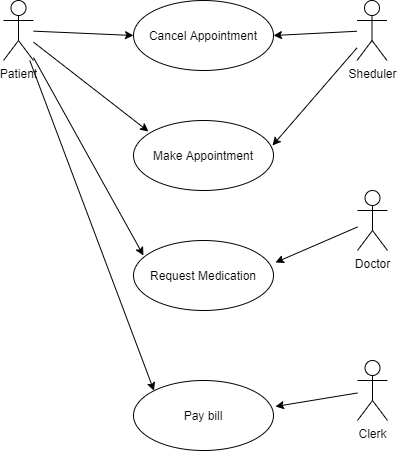 Cancel Appointment
Patient
Sheduler
Make Appointment
Request Medication
Doctor
Pay bill
Clerk